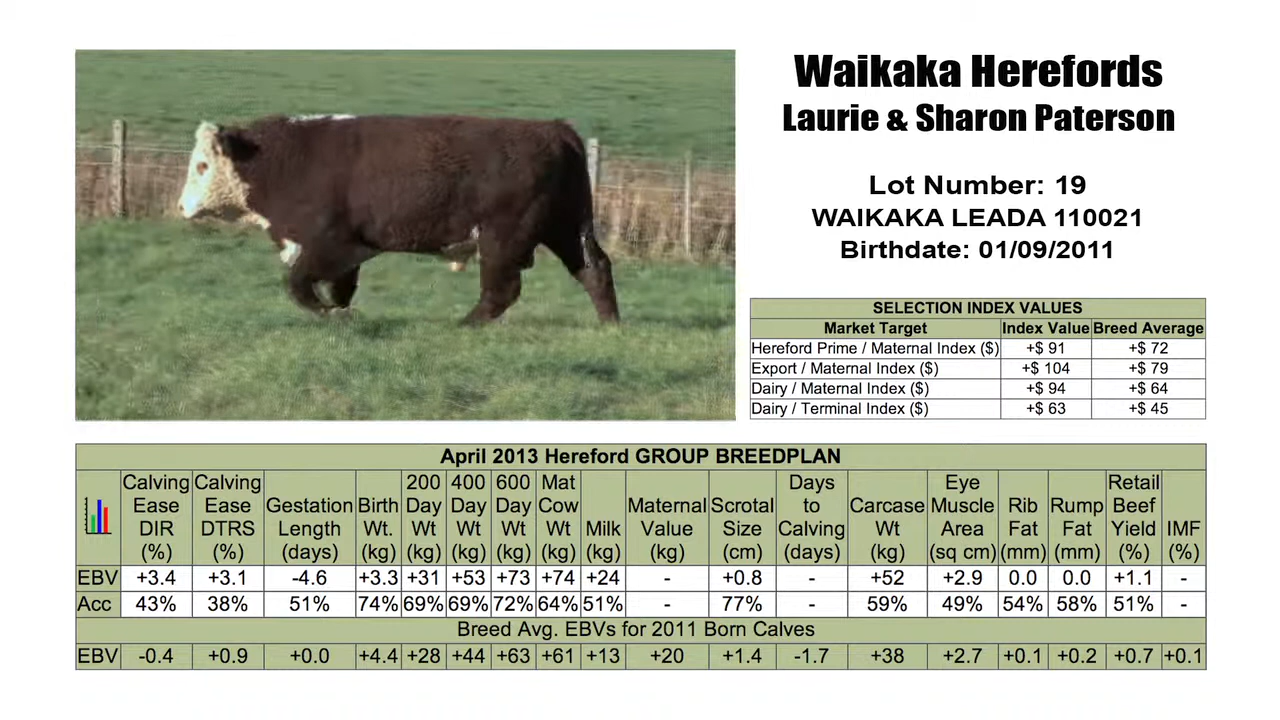 Waikaka Herefords
Laurie & Sharon Paterson
Lot Number: 19
WAIKAKA LEADA 110021
Birthdate: 01/09/2011
SELECTION INDEX VALUES
Market Target Index Value Breed Average
Hereford Prime / Maternal Index ($) +$ 91 +$ 72
Export / Maternal Index ($) +$ 104 +$ 79
Dairy / Maternal Index ($) +$ 94 +$ 64
Dairy / Terminal Index ($) +$ 63 +$ 45
April 2013 Hereford GROUP BREEDPLAN
Calving Ease DIR (%) Calving Ease DTRS (%) Gestation Length (days) Birth Wt. (kg) 200 Day Wt (kg) 400 Day Wt (kg) 600 Day Wt (kg) Mat Cow Wt (kg) Milk (kg) Maternal Value (kg) Scrotal Size (cm) Days to Calving (days) Carcase Wt (kg) Eye Muscle Area (sq cm) Rib Fat (mm) Rump Fat (mm) Retail Beef Yield (%) IMF (%)
EBV +3.4 +3.1 -4.6 +3.3 +31 +53 +73 +74 +24 - +0.8 - +52 +2.9 0.0 0.0 +1.1 -
Acc 43% 38% 51% 74% 69% 69% 72% 64% 51% - 77% - 59% 49% 54% 58% 51% -
Breed Avg. EBVs for 2011 Born Calves
EBV -0.4 +0.9 +0.0 +4.4 +28 +44 +63 +61 +13 +20 +1.4 -1.7 +38 +2.7 +0.1 +0.2 +0.7 +0.1